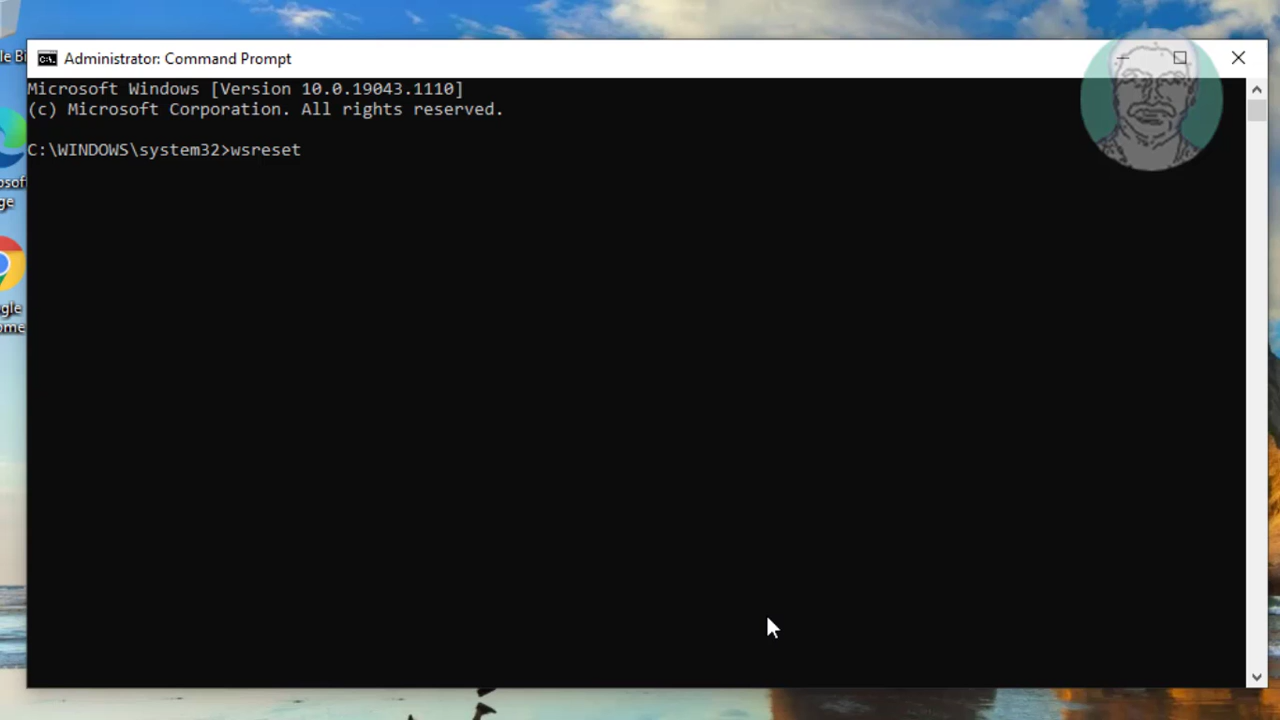 Administrator: Command Prompt
Microsoft Windows [Version 10.0.19043.1110]
(c) Microsoft Corporation. All rights reserved.
C:\WINDOWS\system32>wsreset